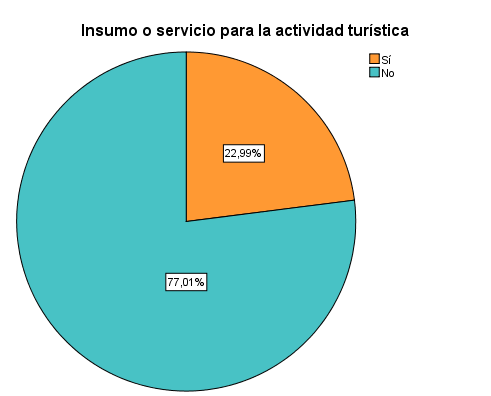 Insumo o servicio para la actividad turística
Sí
No
22,99%
77,01%